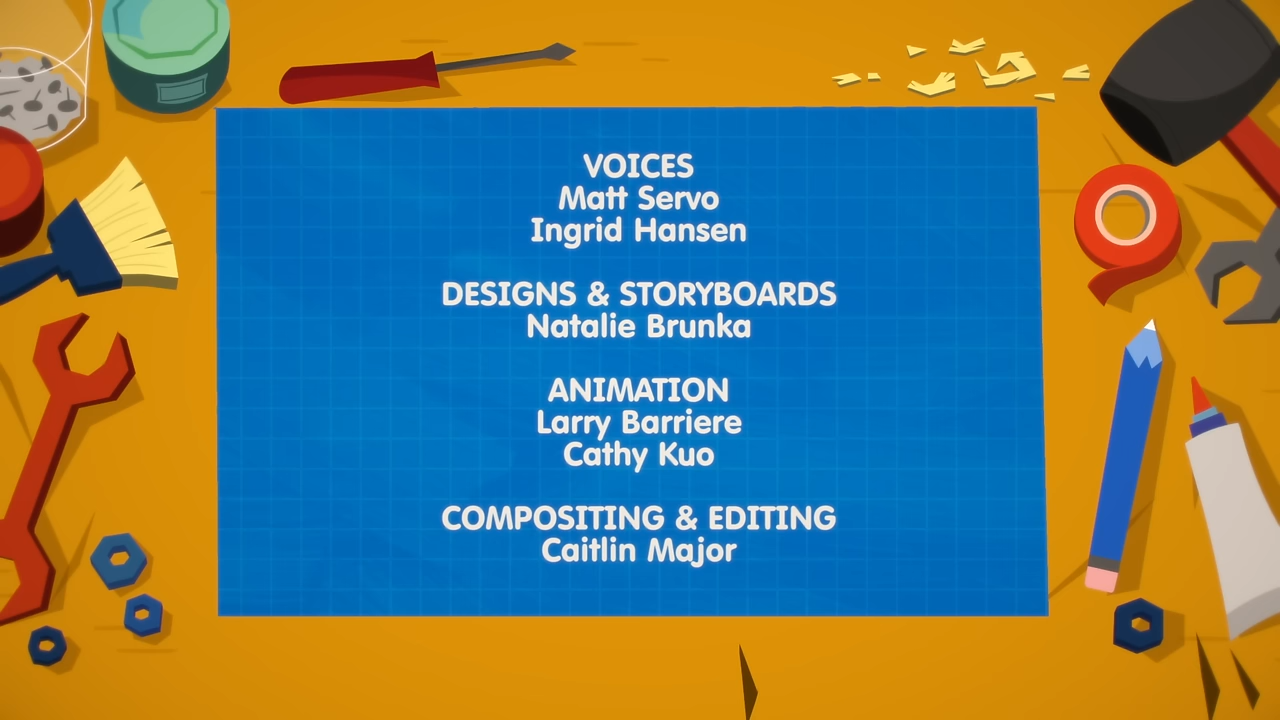 VOICES
Matt Servo
Ingrid Hansen
DESIGNS & STORYBOARDS
Natalie Brunka
ANIMATION
Larry Barriere
Cathy Kuo
COMPOSITING & EDITING
Caitlin Major